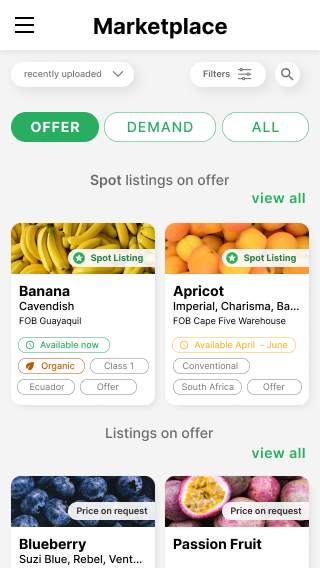 Marketplace
recently uploaded
Filters
OFFER
DEMAND
ALL
Spot listings on offer
view all
Spot Listing
Spot Listing
Banana
Cavendish
FOB Guayaquil
Available now
Organic
Class 1
Ecuador
Offer
Apricot
Imperial, Charisma, Ba...
FOB Cape Five Warehouse
Available April - June
Conventional
South Africa
Offer
Listings on offer
view all
Price on request
Price on request
Blueberry
Suzi Blue, Rebel, Vent...
Passion Fruit